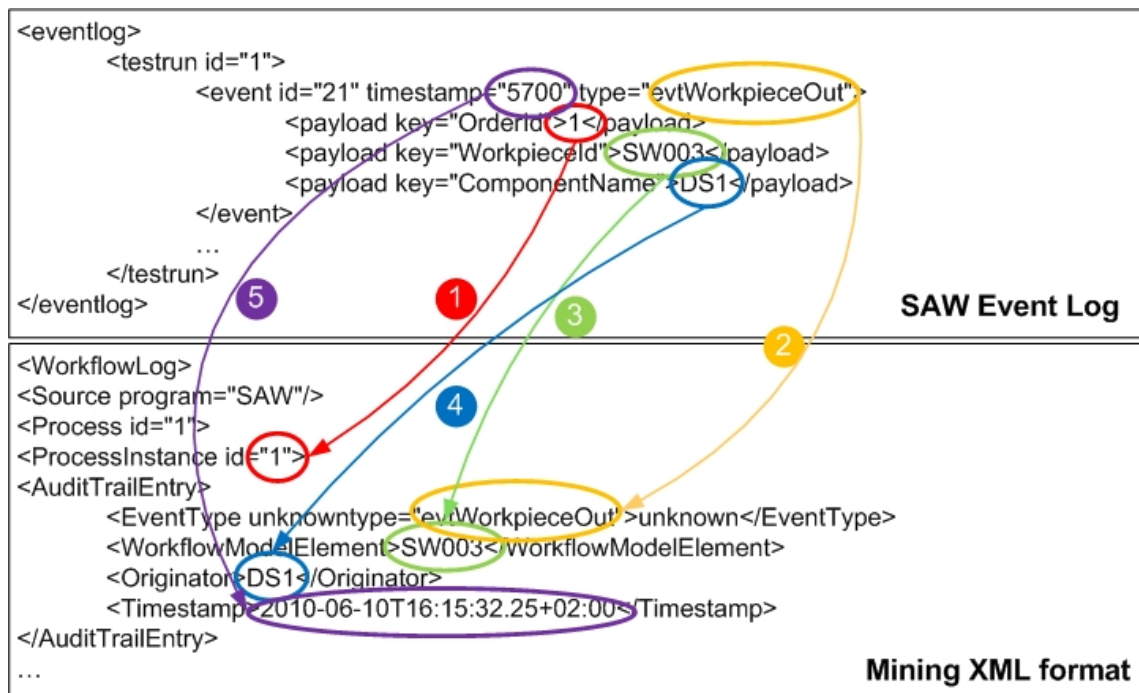 <eventlog>
<testrun id="1">
<event id="21" timestamp="5700" type="evtWorkpieceOut">
<payload key="OrderId">1</payload>
<payload key="WorkpieceId">SW003</payload>
<payload key="ComponentName">DS1</payload>
</event>
…
</testrun>
</eventlog>
5
1
3
SAW Event Log
2
<WorkflowLog>
<Source program="SAW"/>
4
<Process id="1">
<ProcessInstance id="1">
<AuditTrailEntry>
<EventType unknowntype="evtWorkpieceOut">unknown</EventType>
<WorkflowModelElement>SW003</WorkflowModelElement>
<Originator>DS1</Originator>
<Timestamp>2010-06-10T16:15:32.25+02:00</Timestamp>
</AuditTrailEntry>
…
Mining XML format